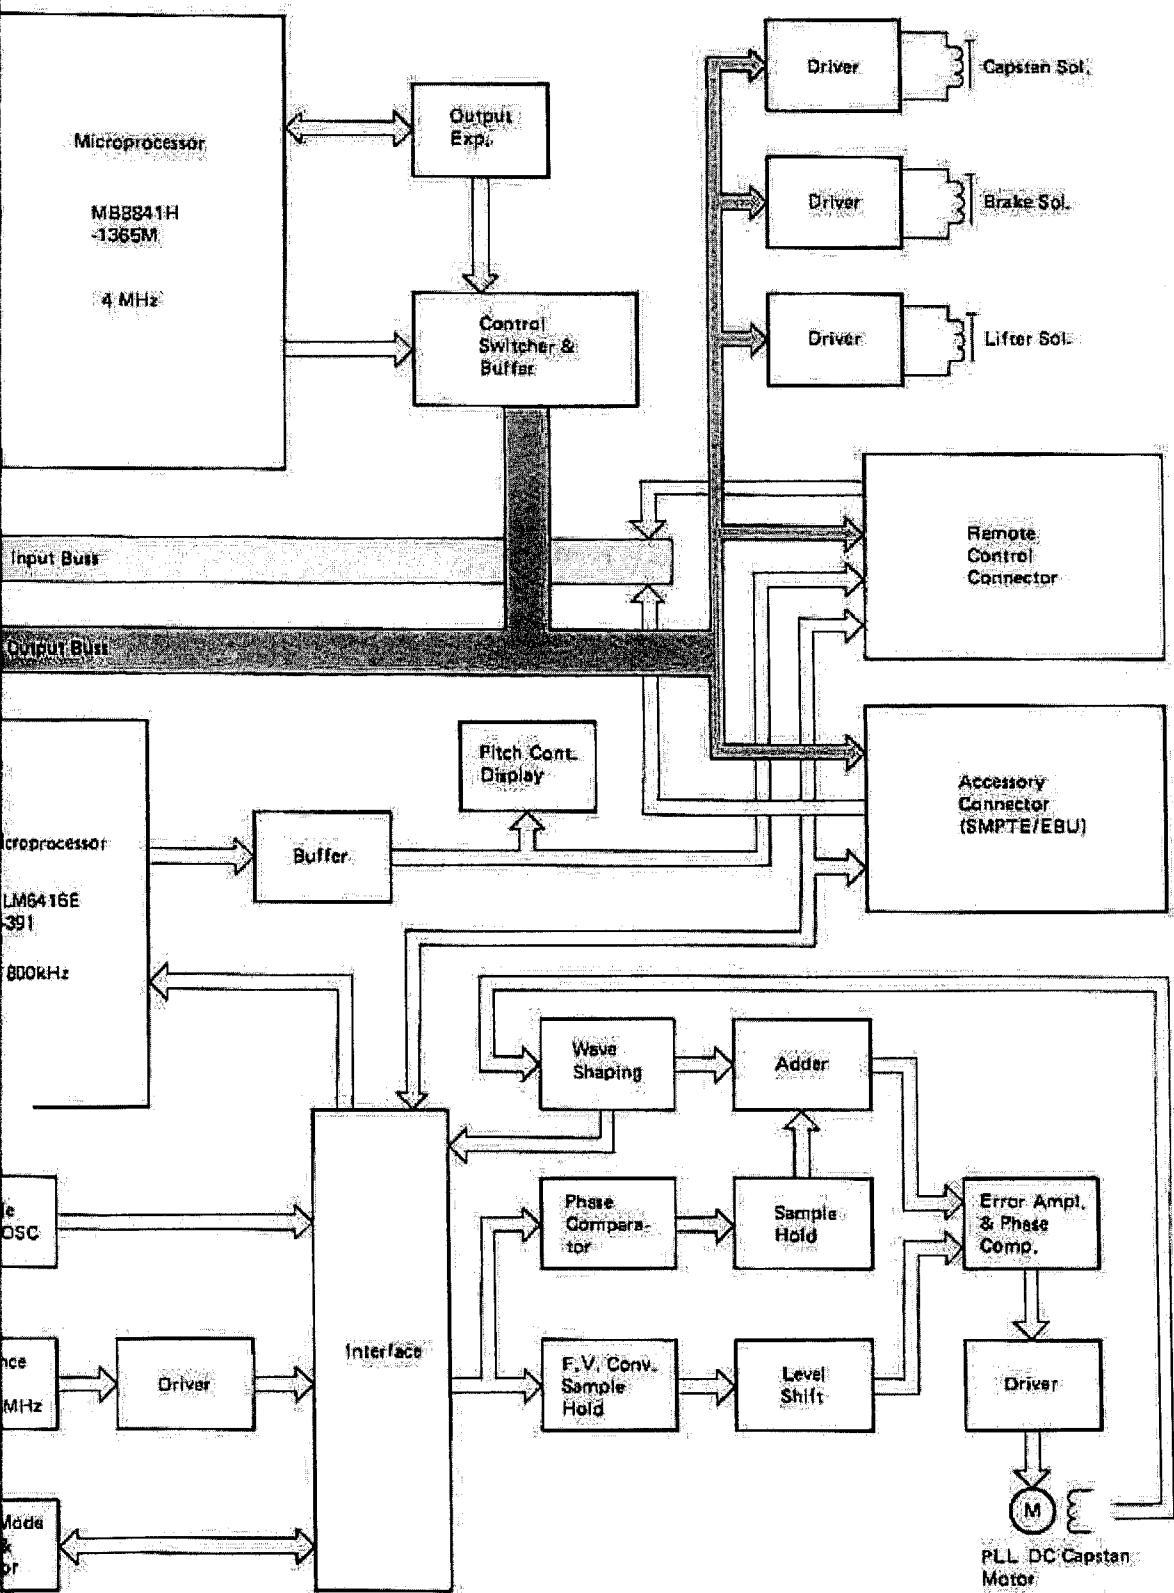 Microprocessor
MB8841H
-1365M
4 MHz
Output
Exp.
Control
Switcher &
Buffer
Driver
Capstan Sol.
Driver
Brake Sol.
Driver
Lifter Sol.
Input Buss
Output Buss
Remote
Control
Connector
Accessory
Connector
(SMPTE/EBU)
Pitch Cont.
Display
Buffer
icroprocessor
LM6416E
-391
800kHz
Wave
Shaping
Adder
Phase
Compara-
tor
Sample
Hold
Error Ampl.
& Phase
Comp.
OSC
Interface
nce
MHz
Driver
F.V. Conv.
Sample
Hold
Level
Shift
Driver
Mode
&
or
M
PLL DC Capstan
Motor